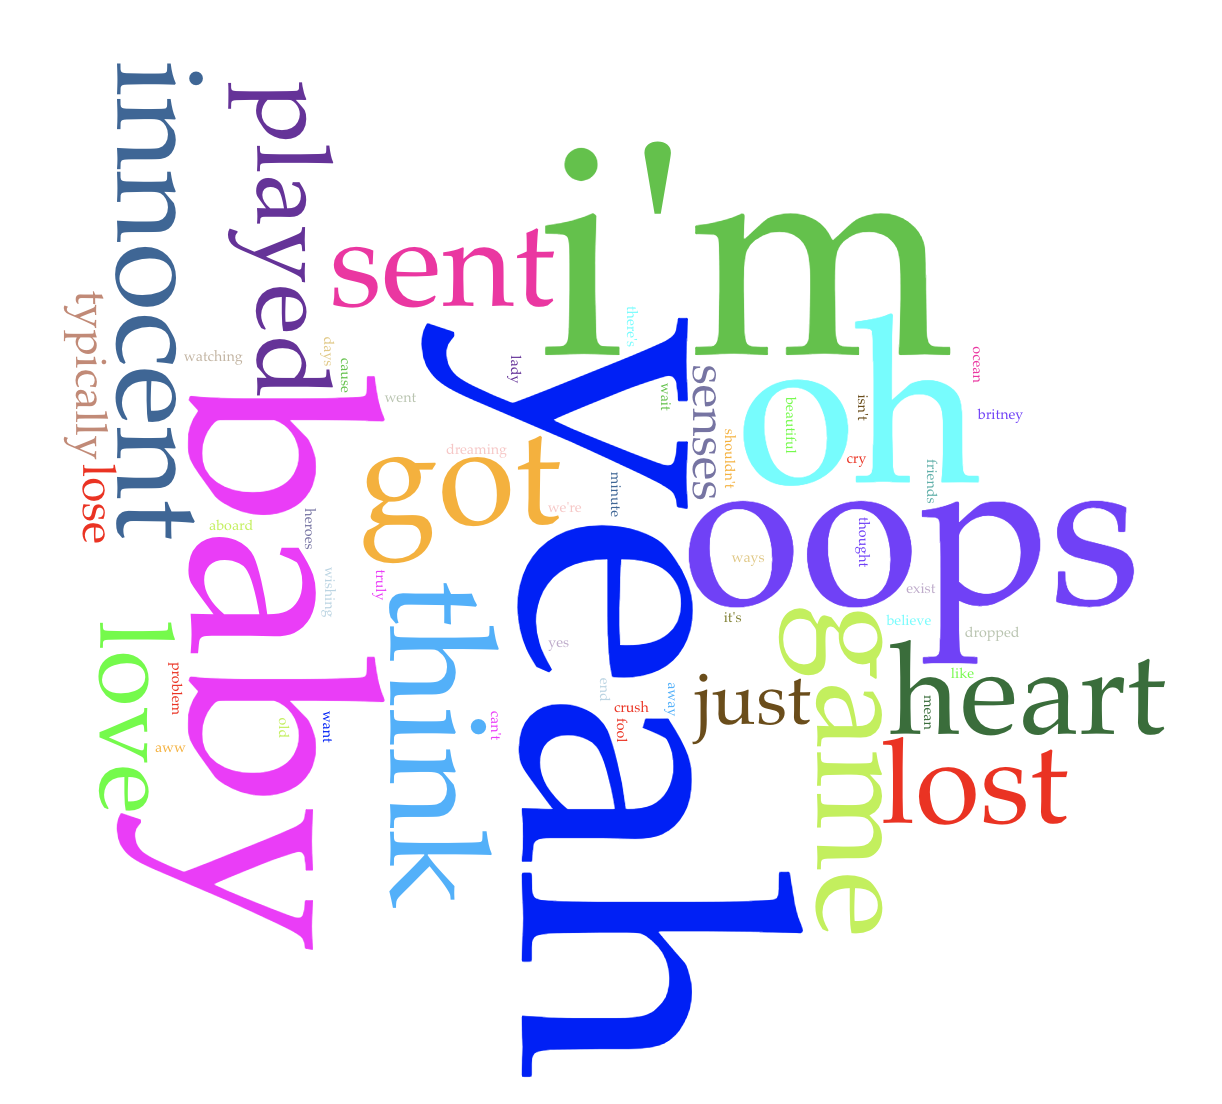 innocent
played
i'm
sent
typically
watching
days
cause
went
lady
there's
wait
senses
oh
beautiful
isn't
ocean
britney
shouldn't
cry
friends
yeah
baby
lose
got
dreaming
minute
we're
oops
thought
ways
exist
aboard
heroes
wishing
truly
think
it's
believe
dropped
game
yes
love
problem
old
want
aww
can't
end
away
crush
fool
just
heart
like
mean
lost